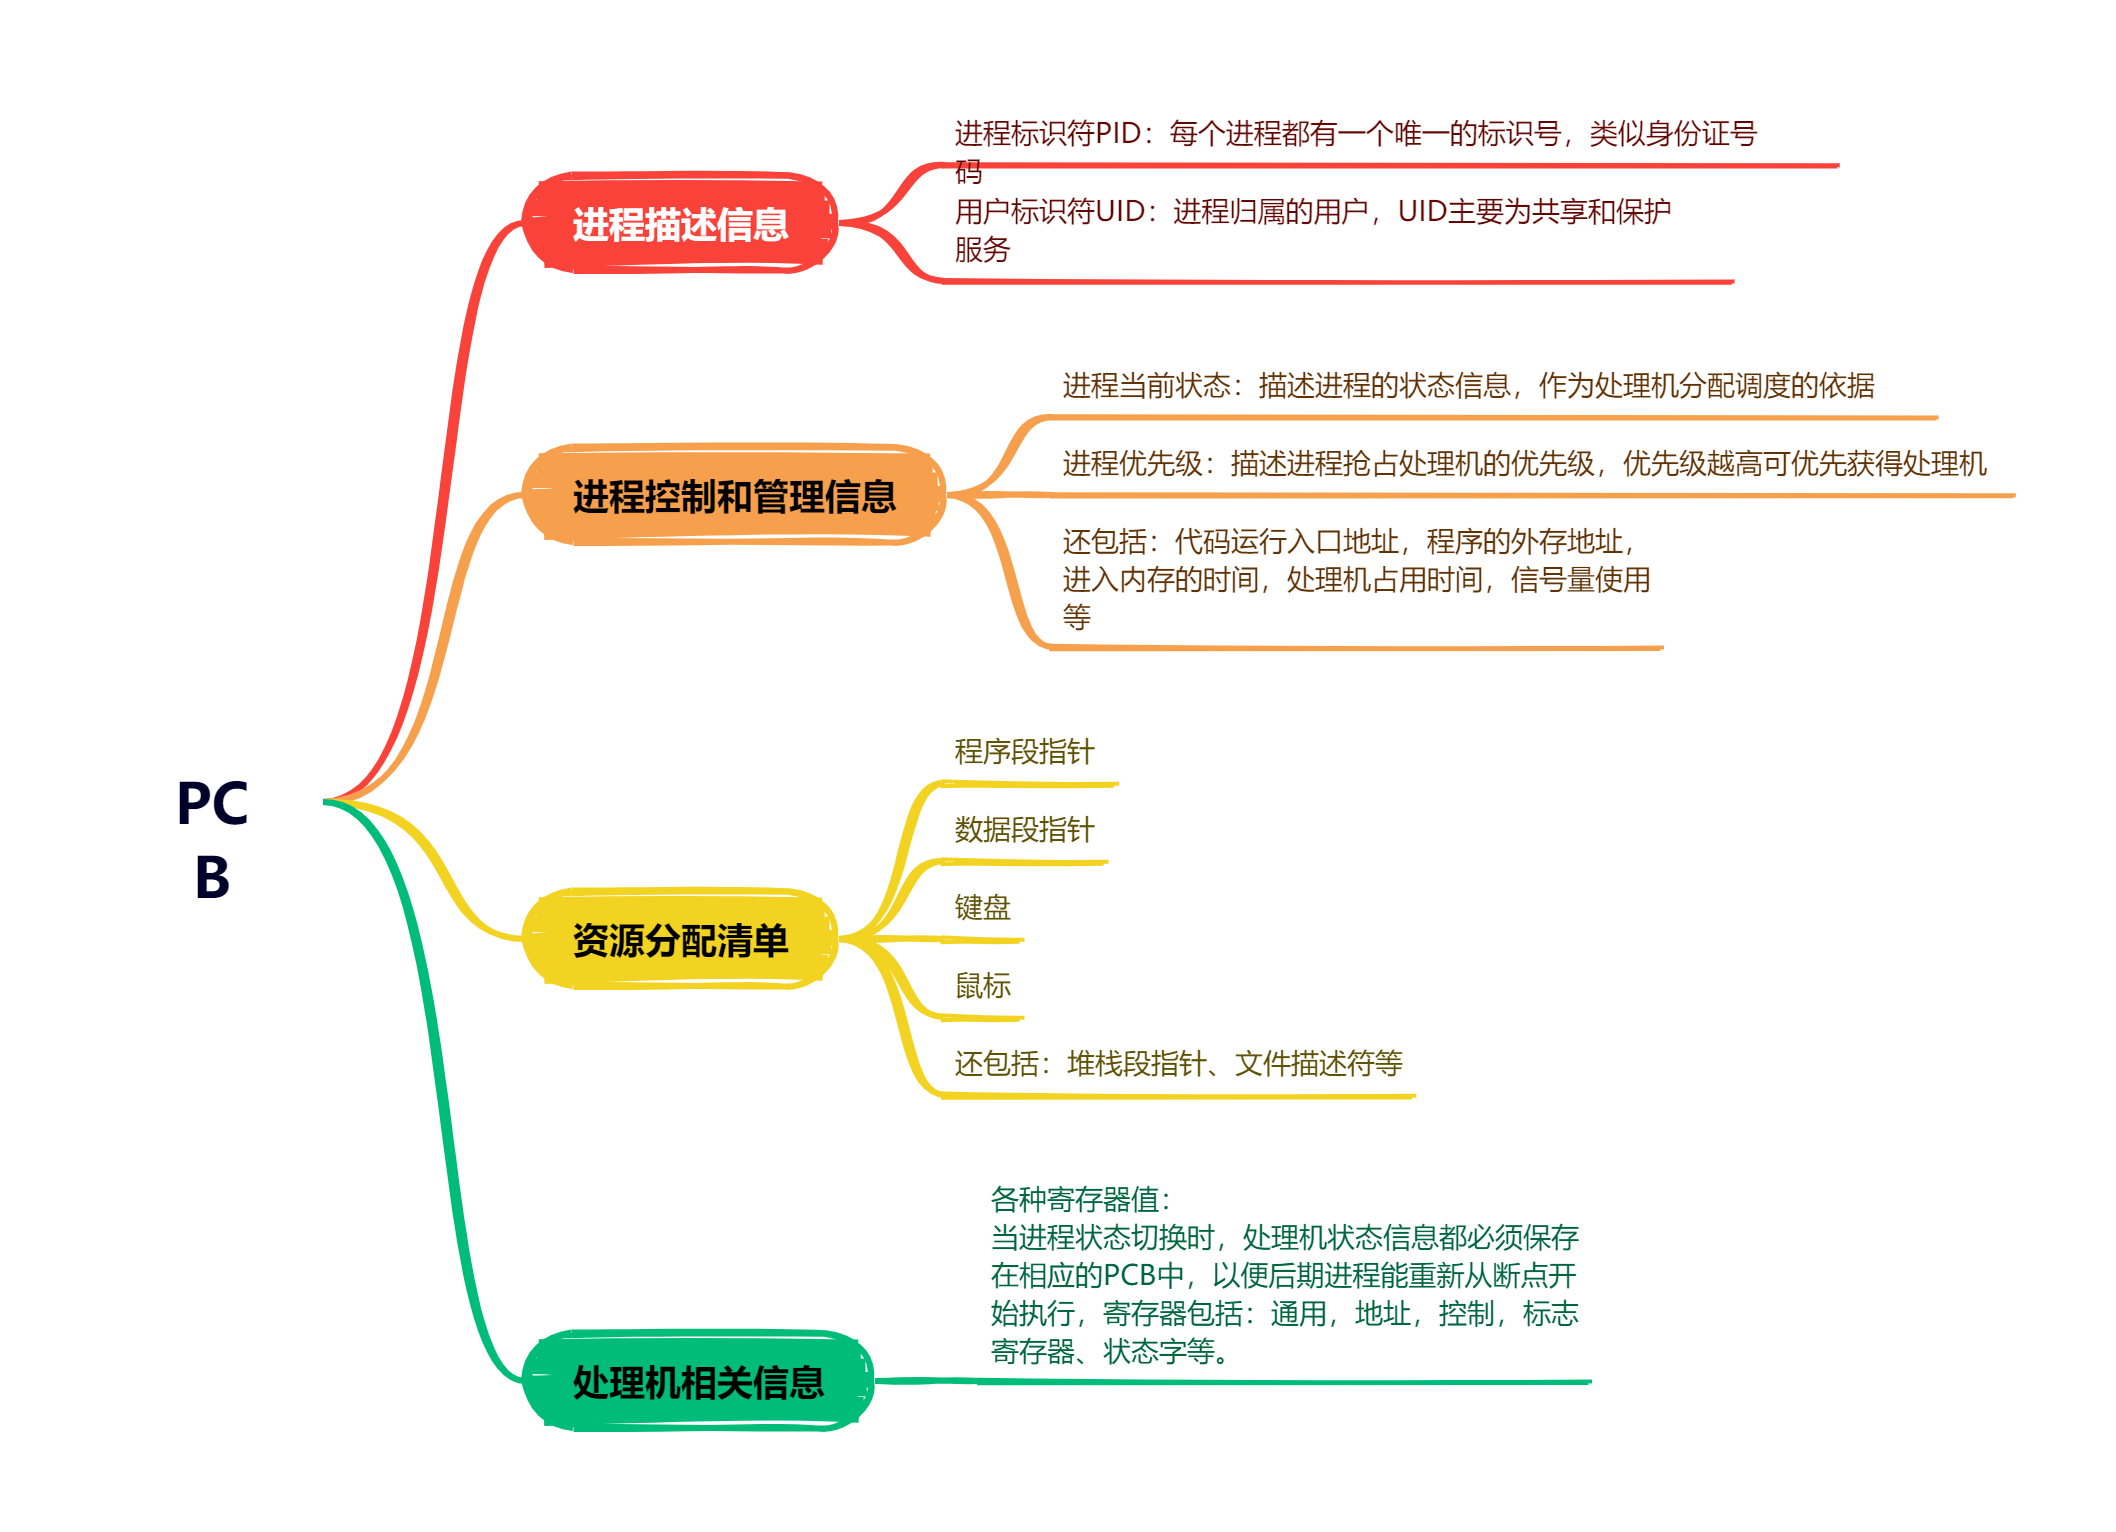 PC
B
进程描述信息
进程标识符PID：每个进程都有一个唯一的标识号，类似身份证号
码
用户标识符UID：进程归属的用户，UID主要为共享和保护
服务
进程控制和管理信息
进程当前状态：描述进程的状态信息，作为处理机分配调度的依据
进程优先级：描述进程抢占处理机的优先级，优先级越高可优先获得处理机
还包括：代码运行入口地址，程序的外存地址，
进入内存的时间，处理机占用时间，信号量使用
等
资源分配清单
程序段指针
数据段指针
键盘
鼠标
还包括：堆栈段指针、文件描述符等
处理机相关信息
各种寄存器值：
当进程状态切换时，处理机状态信息都必须保存
在相应的PCB中，以便后期进程能重新从断点开
始执行，寄存器包括：通用，地址，控制，标志
寄存器、状态字等。